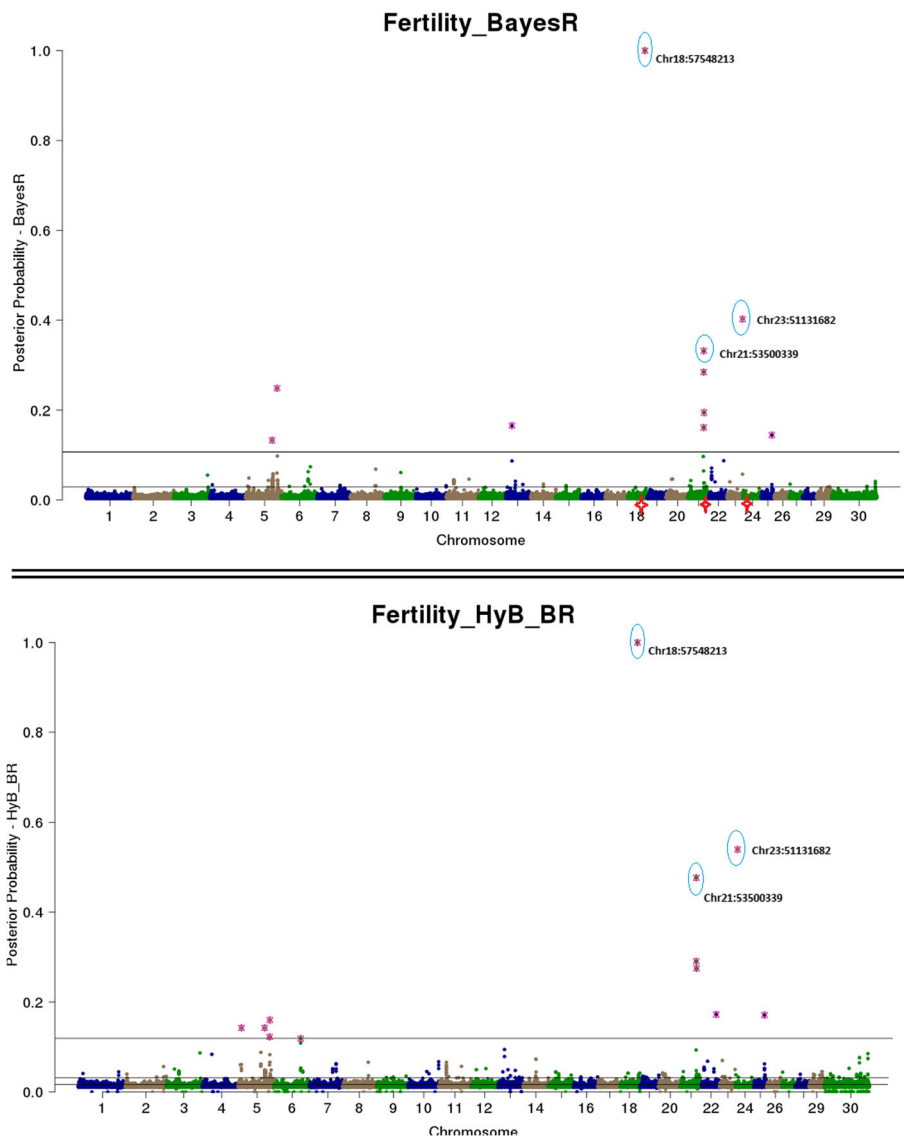 Fertility_BayesR
Posterior Probability - BayesR
1.0
0.8
0.6
0.4
0.2
0.0
Chr18:57548213
Chr23:51131682
Chr21:53500339
1 2 3 4 5 6 7 8 9 10 11 12 13 14 16 18 20 22 24 26 29 30
Chromosome
Fertility_HyB_BR
Posterior Probability - HyB_BR
1.0
0.8
0.6
0.4
0.2
0.0
Chr18:57548213
Chr23:51131682
Chr21:53500339
1 2 3 4 5 6 7 8 9 10 11 12 14 16 18 20 22 24 26 29 30
Chromosome